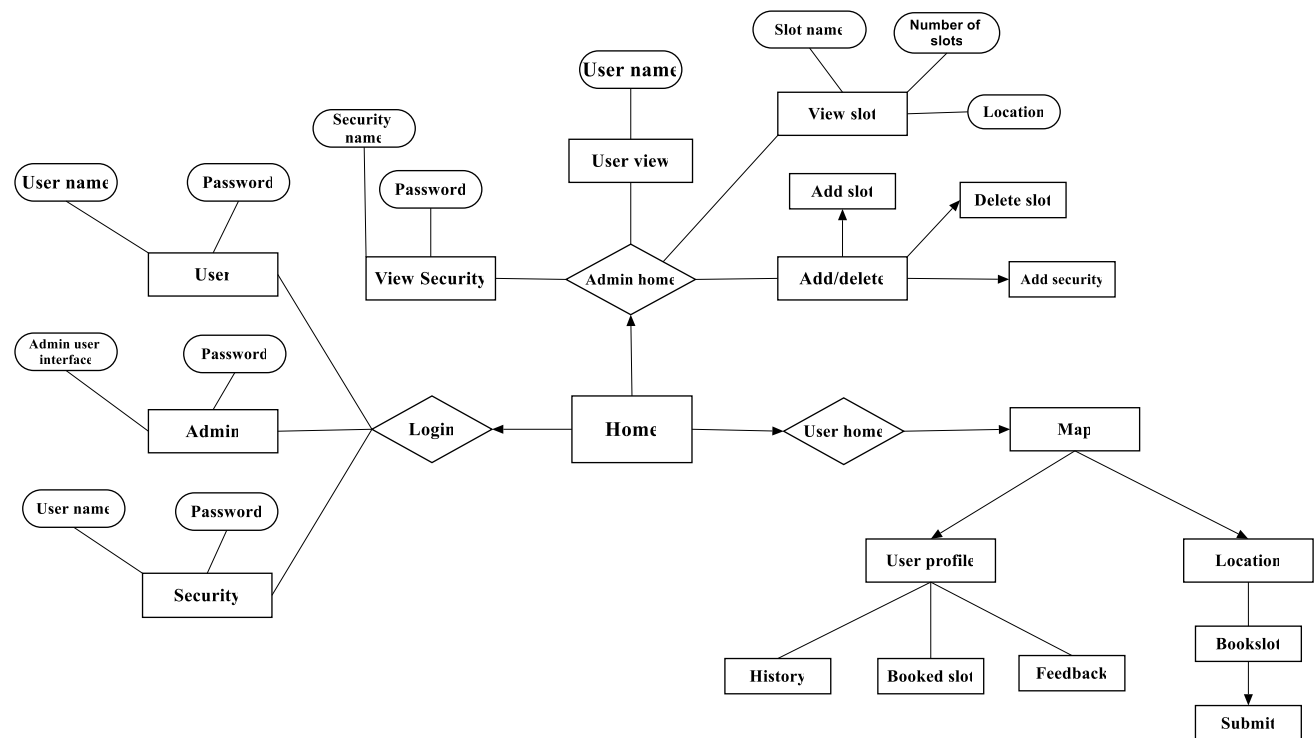 Slot name
Number of
slots
User name
Security
name
View slot
Location
User view
User name
Password
Password
Add slot
Delete slot
User
View Security
Admin home
Add/delete
Add security
Admin user
interface
Password
Admin
Login
Home
User home
Map
User name
Password
User profile
Location
Security
Bookslot
History
Booked slot
Feedback
Submit